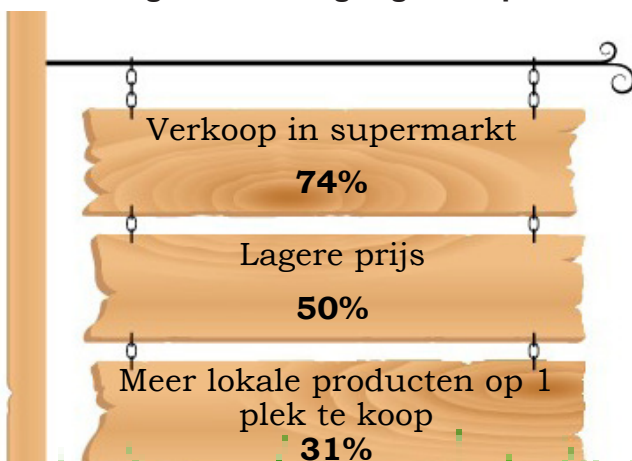 Verkoop in supermarkt
74%
Lagere prijs
50%
Meer lokale producten op 1
plek te koop
31%